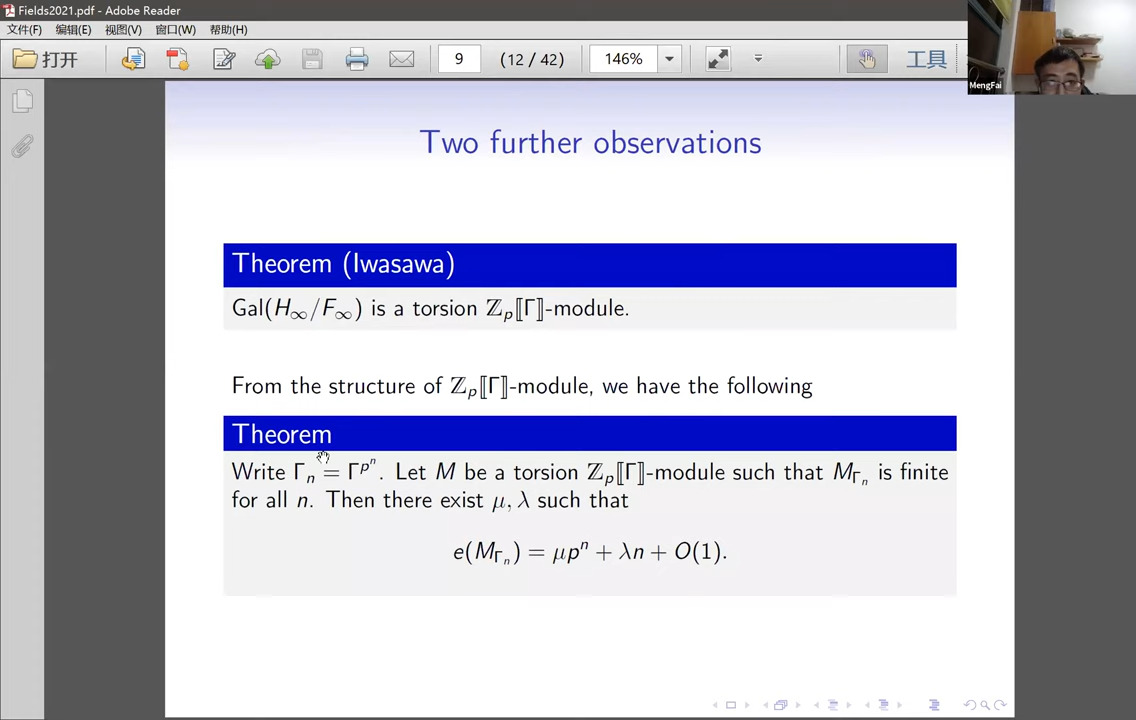 Fields2021.pdf - Adobe Reader
文件(F) 编辑(E) 视图(V) 窗口(W) 帮助(H)
打开 9 (12 / 42) 146% 工具
MengFai
Two further observations
Theorem (Iwasawa)
Gal(H∞/F∞) is a torsion ℤₚ⟦Γ⟧-module.
From the structure of ℤₚ⟦Γ⟧-module, we have the following
Theorem
Write Γₙ = Γ^{pⁿ}. Let M be a torsion ℤₚ⟦Γ⟧-module such that M_{Γₙ} is finite
for all n. Then there exist μ, λ such that
e(M_{Γₙ}) = μpⁿ + λn + O(1).